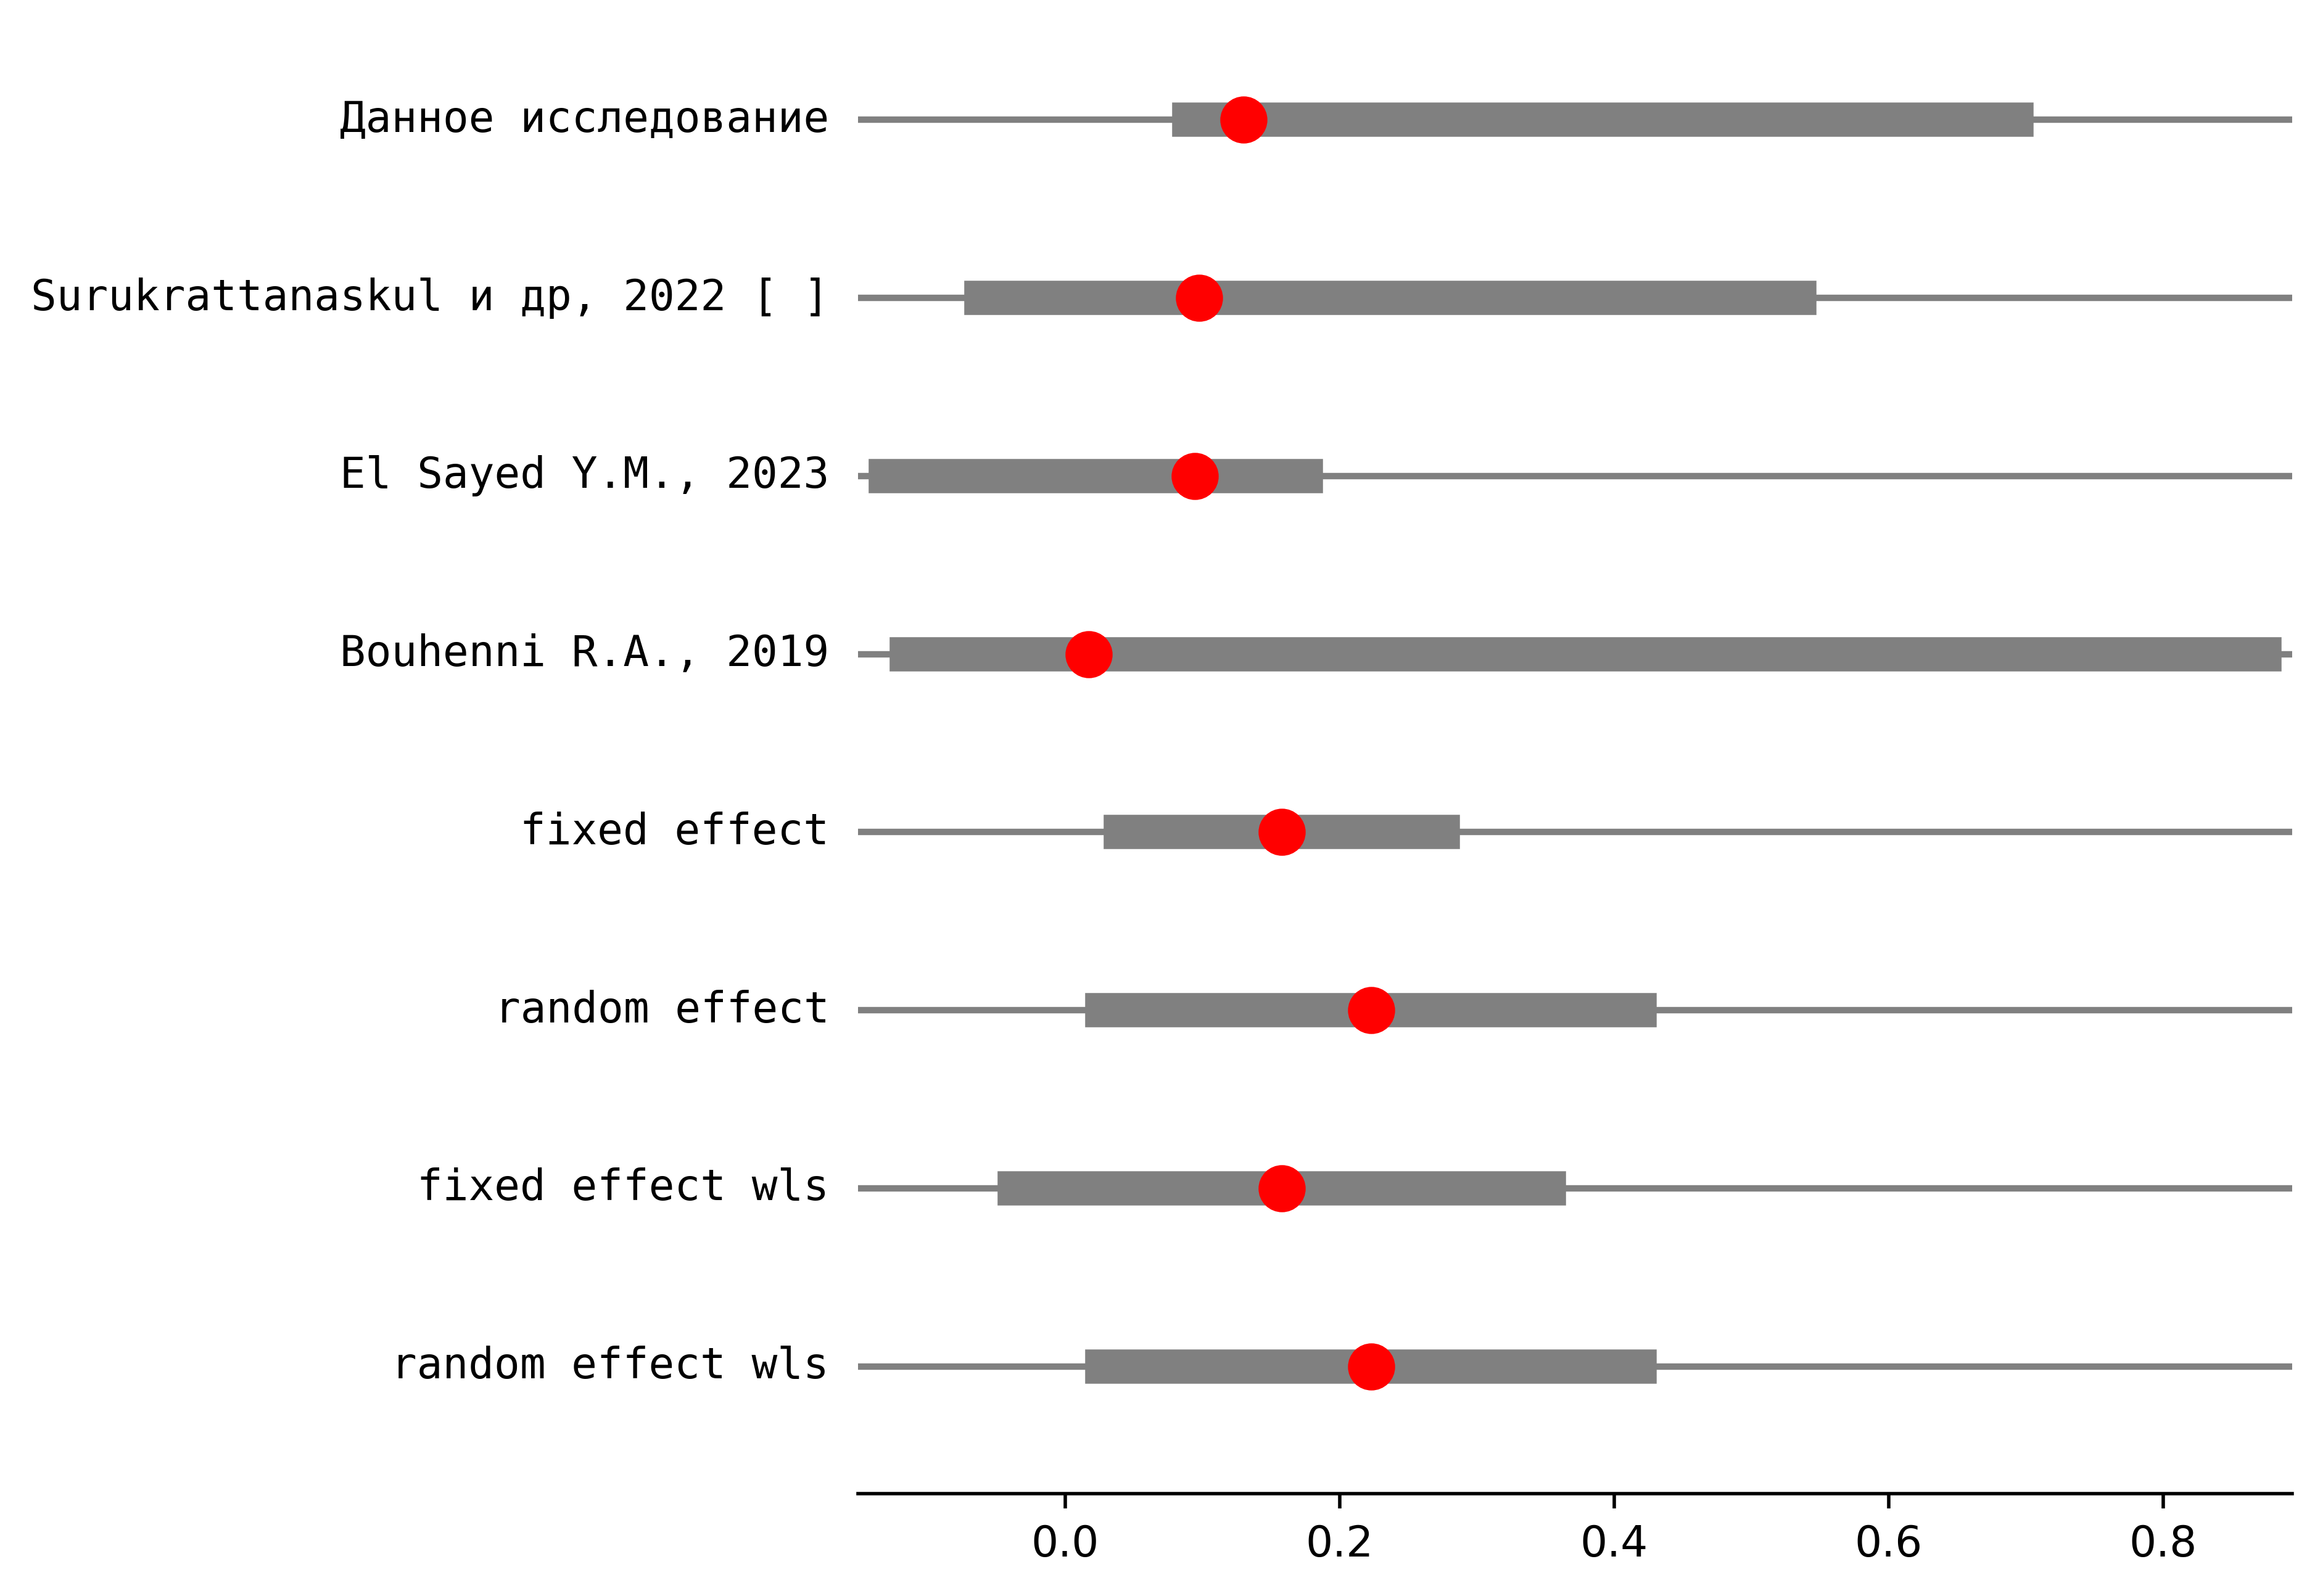 Данное исследование
Surukrattanaskul и др, 2022 [ ]
El Sayed Y.M., 2023
Bouhenni R.A., 2019
fixed effect
random effect
fixed effect wls
random effect wls
0.0 0.2 0.4 0.6 0.8